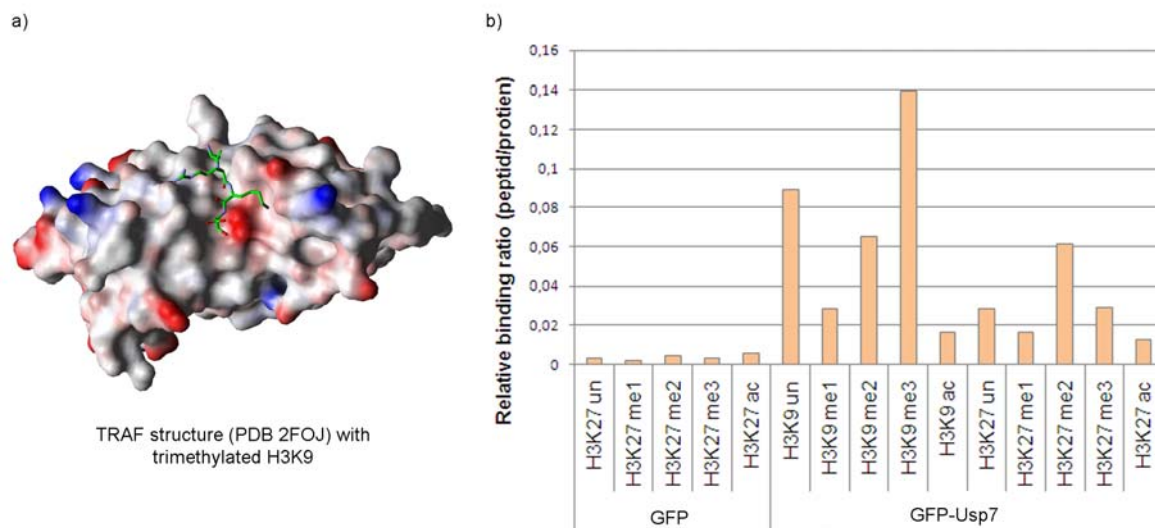 a)
TRAF structure (PDB 2FOJ) with
trimethylated H3K9
b)
Relative binding ratio (peptid/protien)
0,16
0,14
0,12
0,1
0,08
0,06
0,04
0,02
0
H3K27 un
H3K27 me1
H3K27 me2
H3K27 me3
H3K27 ac
H3K9 un
H3K9 me1
H3K9 me2
H3K9 me3
H3K9 ac
H3K27 un
H3K27 me1
H3K27 me2
H3K27 me3
H3K27 ac
GFP
GFP-Usp7